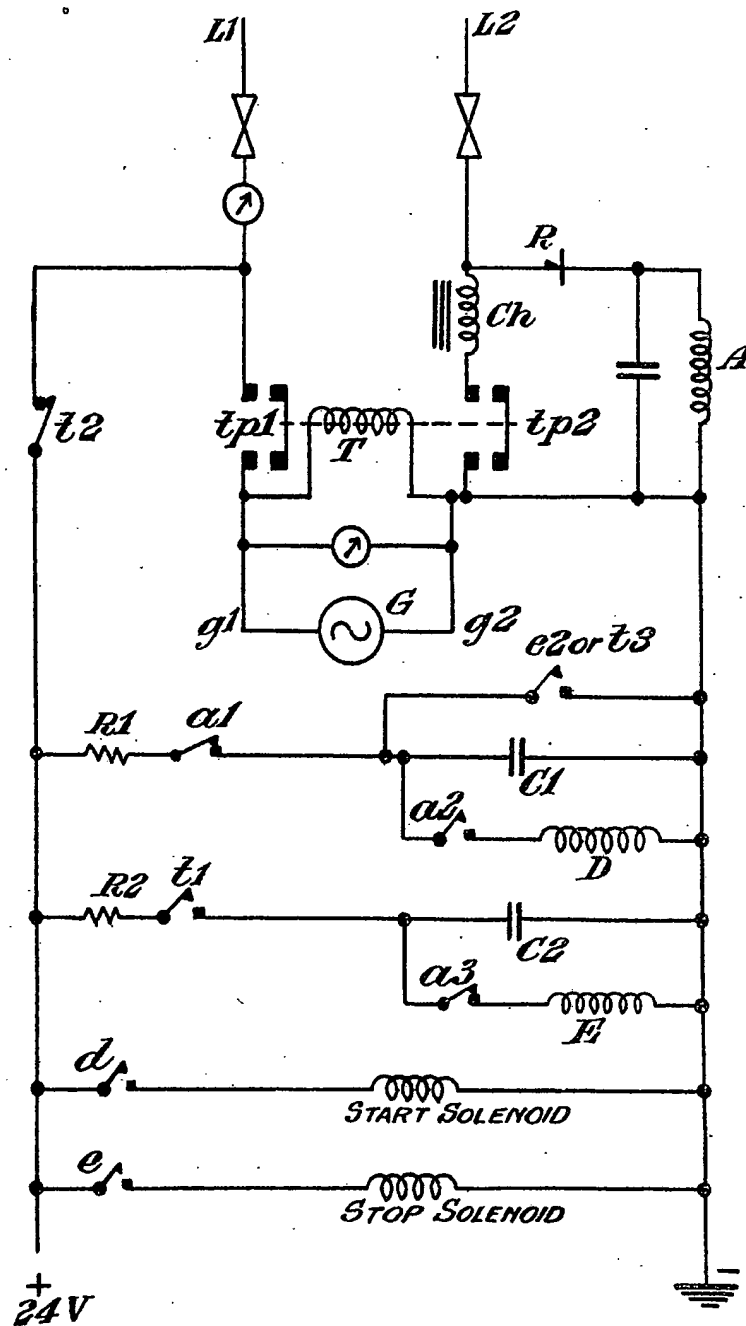 L1
L2
R
Ch
A
t2
tp1
T
tp2
g1
G
g2
e2 or t3
R1
a1
C1
a2
D
R2
t1
C2
a3
E
d
START SOLENOID
e
STOP SOLENOID
+
24V
−